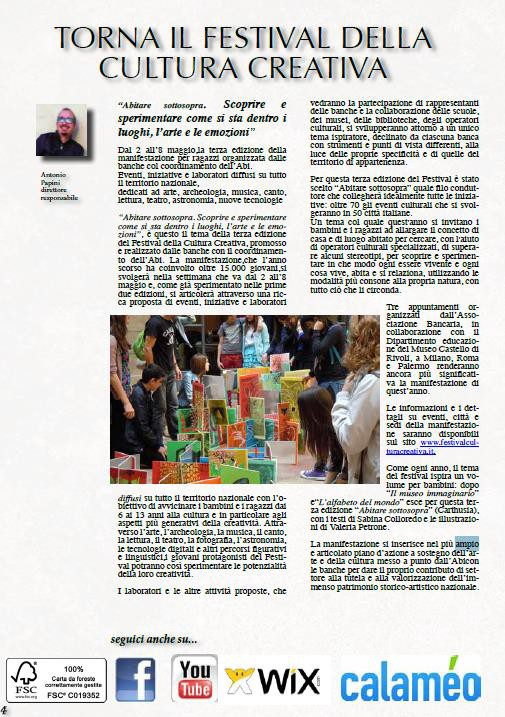 TORNA IL FESTIVAL DELLA
CULTURA CREATIVA
Antonio
Papini
direttore
responsabile
“Abitare sottosopra. Scoprire e
sperimentare come si sta dentro i
luoghi, l’arte e le emozioni”
Dal 2 all’8 maggio,la terza edizione della
manifestazione per ragazzi organizzata dalle
banche col coordinamento dell’Abi.
Eventi, iniziative e laboratori diffusi su tutto
il territorio nazionale,
dedicati ad arte, archeologia, musica, canto,
lettura, teatro, astronomia, nuove tecnologie
“Abitare sottosopra. Scoprire e sperimentare
come si sta dentro i luoghi, l’arte e le emo-
zioni”, è questo il tema della terza edizione
del Festival della Cultura Creativa, promosso
e realizzato dalle banche con il coordinamen-
to dell’Abi. La manifestazione,che l’anno
scorso ha coinvolto oltre 15.000 giovani,si
svolgerà nella settimana che va dal 2 all’8
maggio e, come già sperimentato nelle prime
due edizioni, si articolerà attraverso una ric-
ca proposta di eventi, iniziative e laboratori
diffusi su tutto il territorio nazionale con l’o-
biettivo di avvicinare i bambini e i ragazzi dai
6 ai 13 anni alla cultura e in particolare agli
aspetti più generativi della creatività. Attra-
verso l’arte, l’archeologia, la musica, il canto,
la lettura, il teatro, la fotografia, l’astronomia,
le tecnologie digitali e altri percorsi figurativi
e linguistici,i giovani protagonisti del Festi-
val potranno così sperimentare le potenzialità
della loro creatività.
I laboratori e le altre attività proposte, che
vedranno la partecipazione di rappresentanti
delle banche e la collaborazione delle scuole,
dei musei, delle biblioteche, degli operatori
culturali, si svilupperanno attorno a un unico
tema ispiratore, declinato da ciascuna banca
con strumenti e punti di vista differenti, alla
luce delle proprie specificità e di quelle del
territorio di appartenenza.
Per questa terza edizione del Festival è stato
scelto “Abitare sottosopra” quale filo condut-
tore che collegherà idealmente tutte le inizia-
tive: oltre 70 gli eventi culturali che si svol-
geranno in 50 città italiane.
Un tema col quale quest’anno si invitano i
bambini e i ragazzi ad allargare il concetto di
casa e di luogo abitato per cercare, con l’aiuto
di operatori culturali specializzati, di supera-
re alcuni stereotipi, per scoprire e sperimen-
tare in che modo ogni essere vivente e ogni
cosa vive, abita e si relaziona, utilizzando le
modalità più consone alla propria natura, con
tutto ciò che li circonda.
Tre appuntamenti or-
ganizzati dall’Asso-
ciazione Bancaria, in
collaborazione con il
Dipartimento educazio-
ne del Museo Castello di
Rivoli, a Milano, Roma
e Palermo renderanno
ancora più significati-
va la manifestazione di
quest’anno.
Le informazioni e i det-
tagli su eventi, città e
sedi della manifestazio-
ne saranno disponibili
sul sito www.festivalcul-
turacreativa.it.
Come ogni anno, il tema
del festival ispira un vo-
lume per bambini: dopo
“Il museo immaginario”
e“L’alfabeto del mondo” esce per questa ter-
za edizione “Abitare sottosopra” (Carthusia),
con i testi di Sabina Colloredo e le illustrazio-
ni di Valeria Petrone.
La manifestazione si inserisce nel più ampio
e articolato piano d’azione a sostegno dell’ar-
te e della cultura messo a punto dall’Abicon
le banche per dare il proprio contributo di set-
tore alla tutela e alla valorizzazione dell’im-
menso patrimonio storico-artistico nazionale.
seguici anche su...
FSC
www.fsc.org
100%
Carta da foreste
correttamente gestite
FSC® C019352
f
You
Tube
WiX
.com
calaméo
4